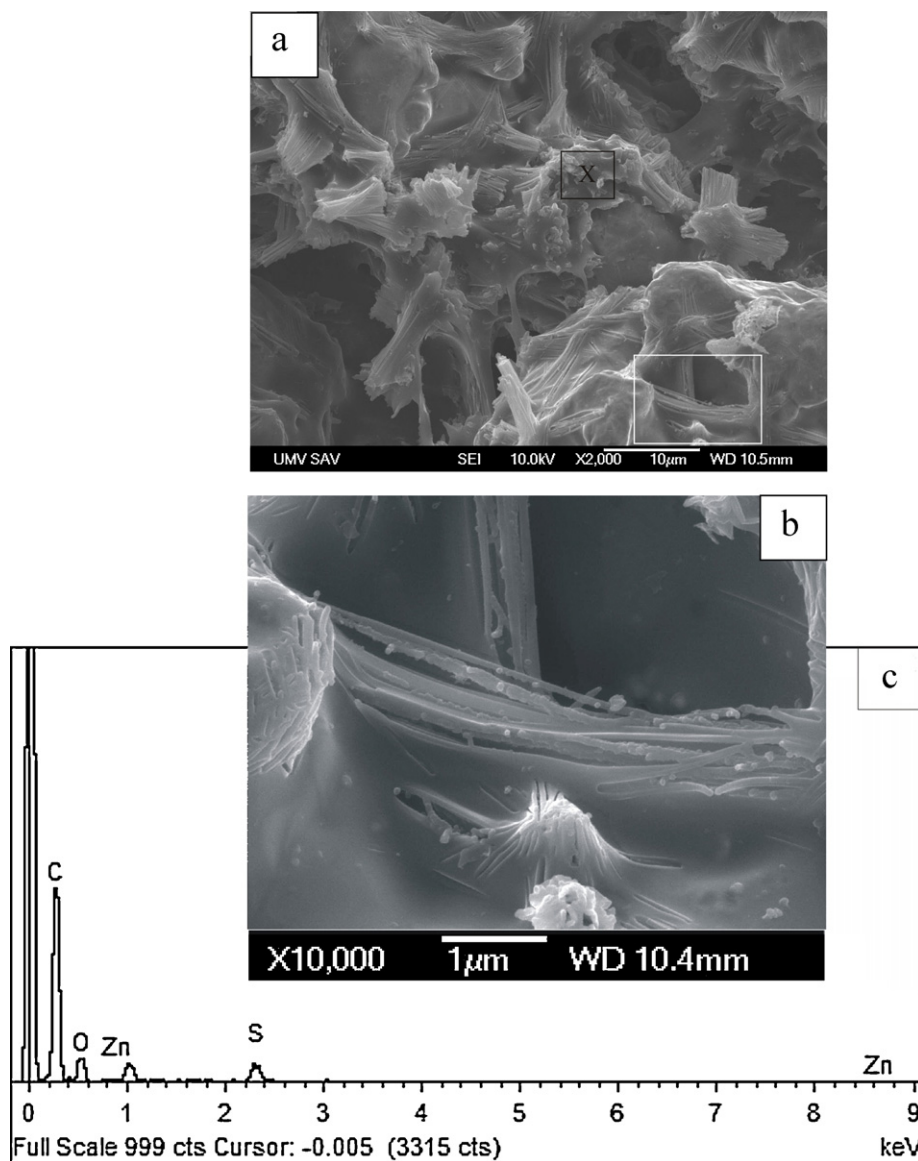 a
X
UMV SAV SEI 10.0kV X2,000 10µm WD 10.5mm
b
X10,000 1µm WD 10.4mm
c
C
O
Zn
S
Zn
0 1 2 3 4 5 6 7 8 9
Full Scale 999 cts Cursor: -0.005 (3315 cts) keV